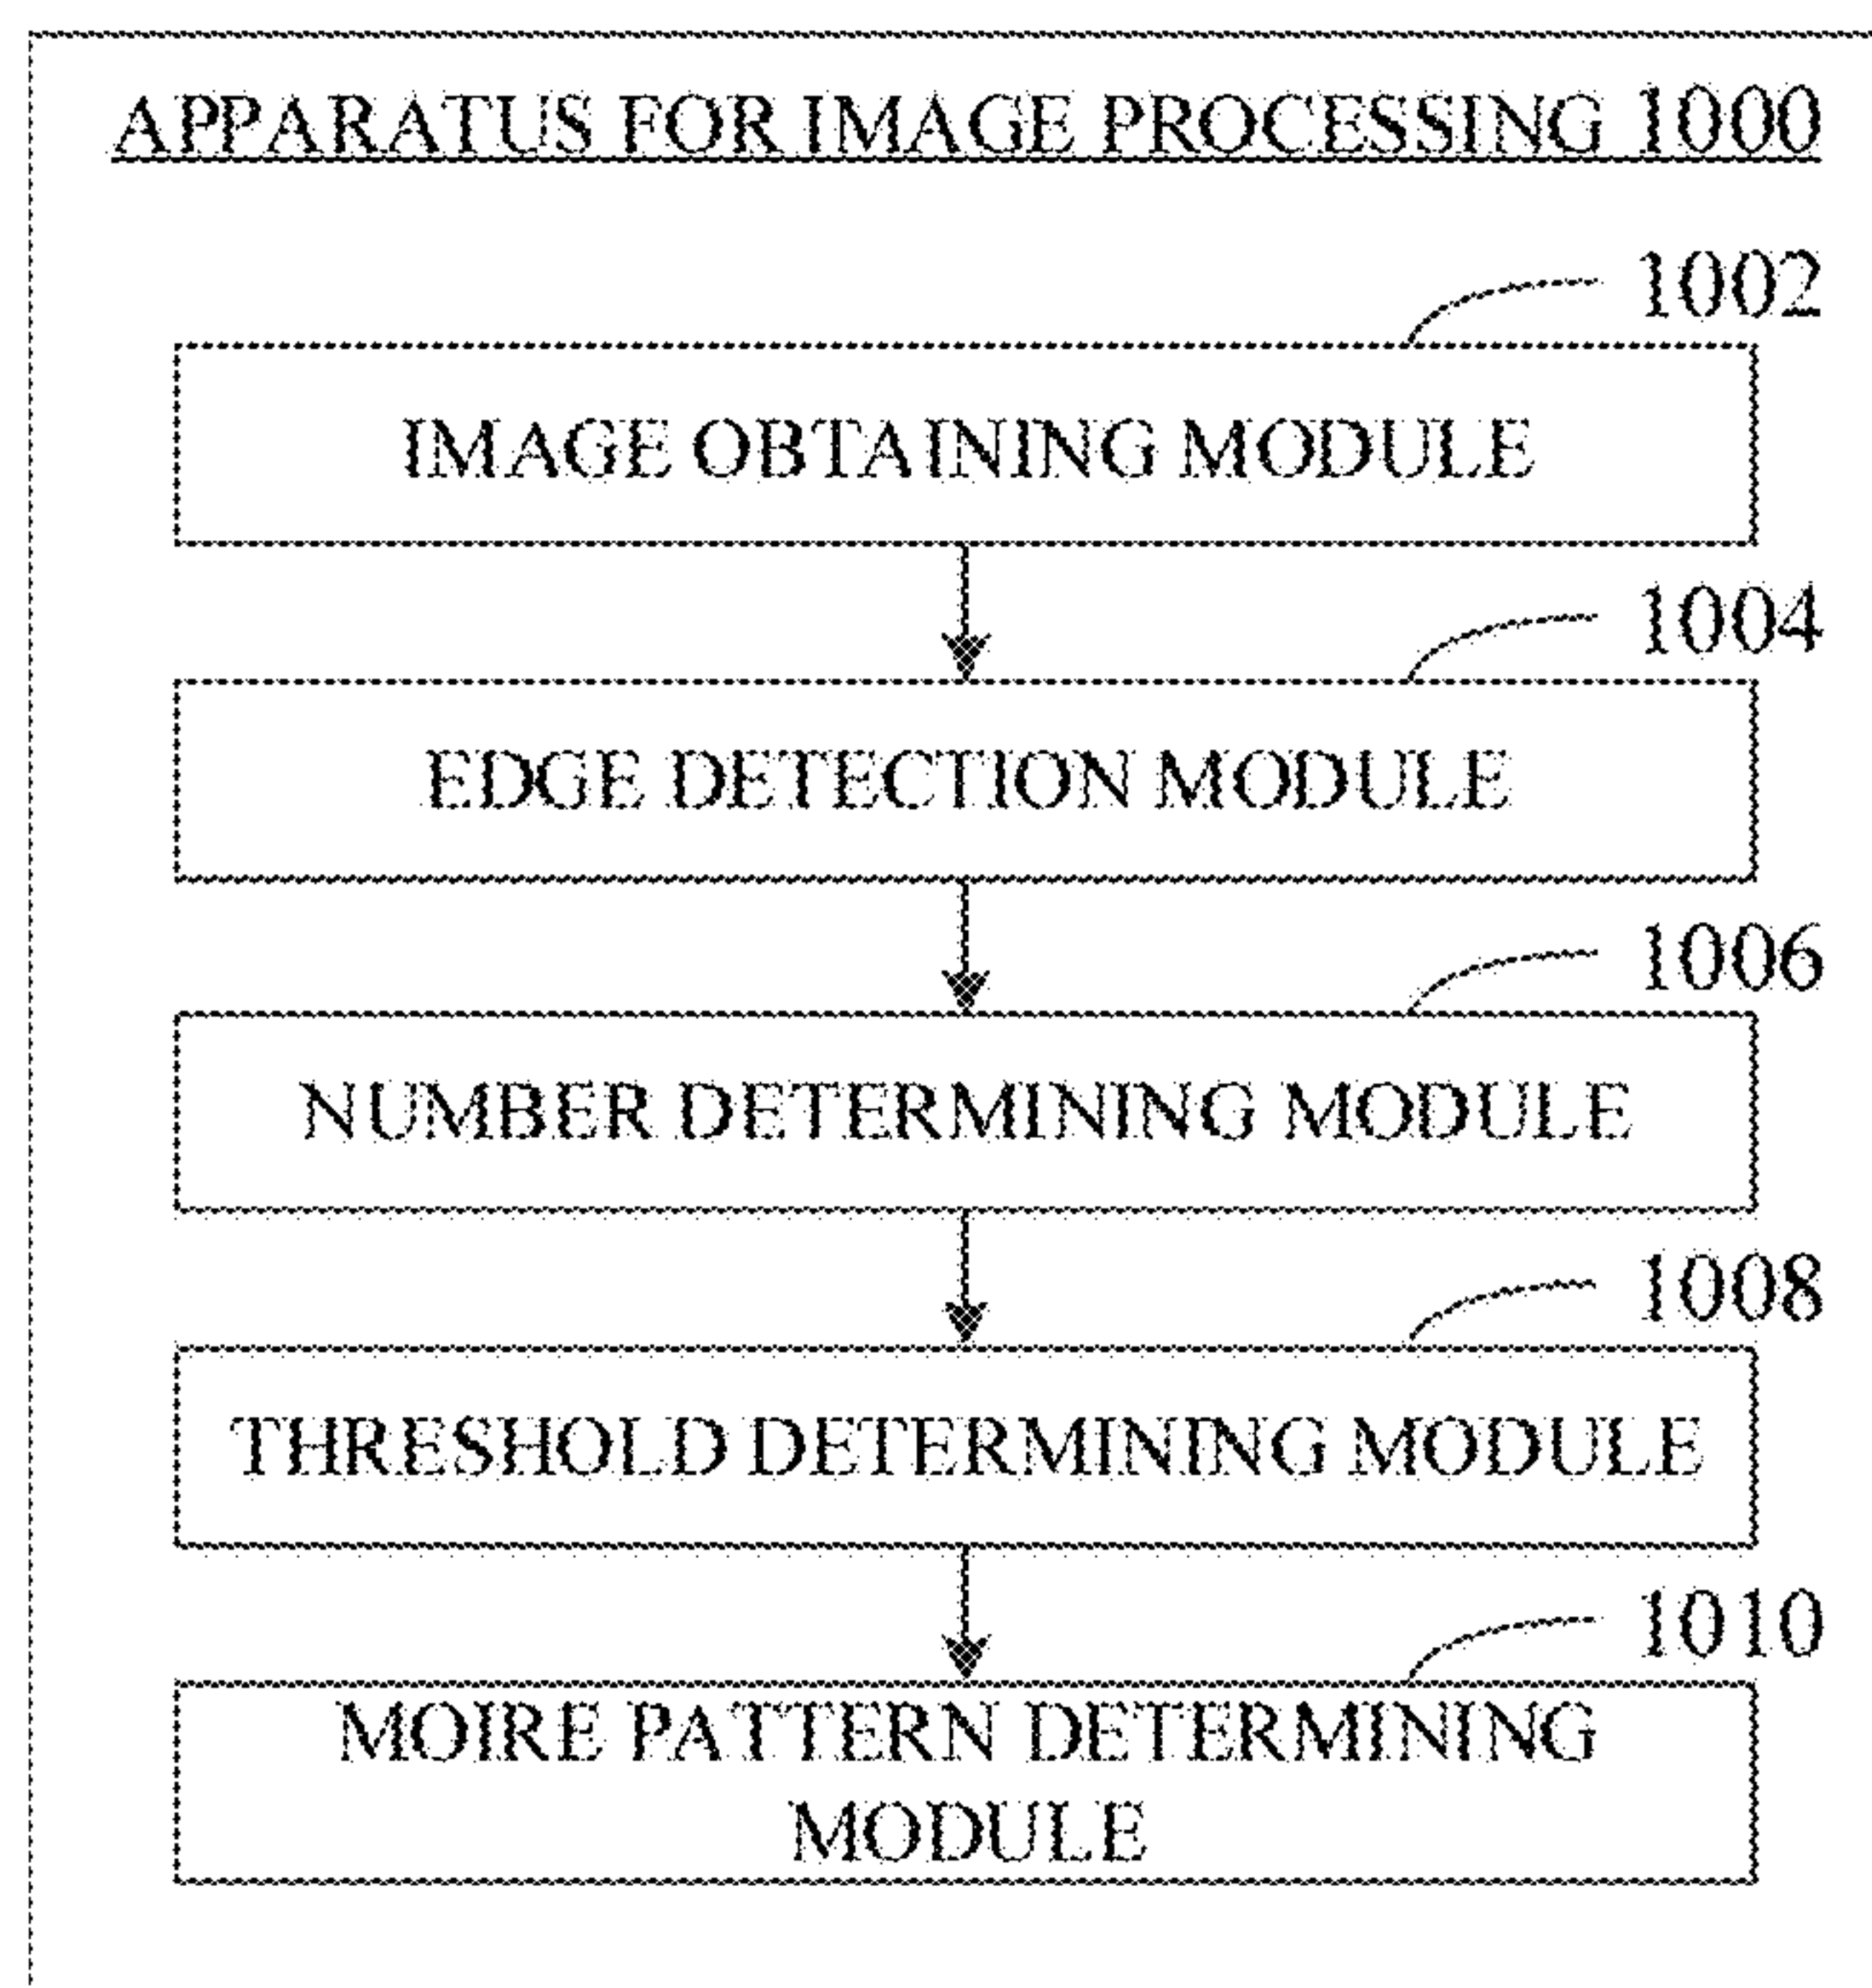 APPARATUS FOR IMAGE PROCESSING 1000
1002
IMAGE OBTAINING MODULE
1004
EDGE DETECTION MODULE
1006
NUMBER DETERMINING MODULE
1008
THRESHOLD DETERMINING MODULE
1010
MOIRE PATTERN DETERMINING
MODULE